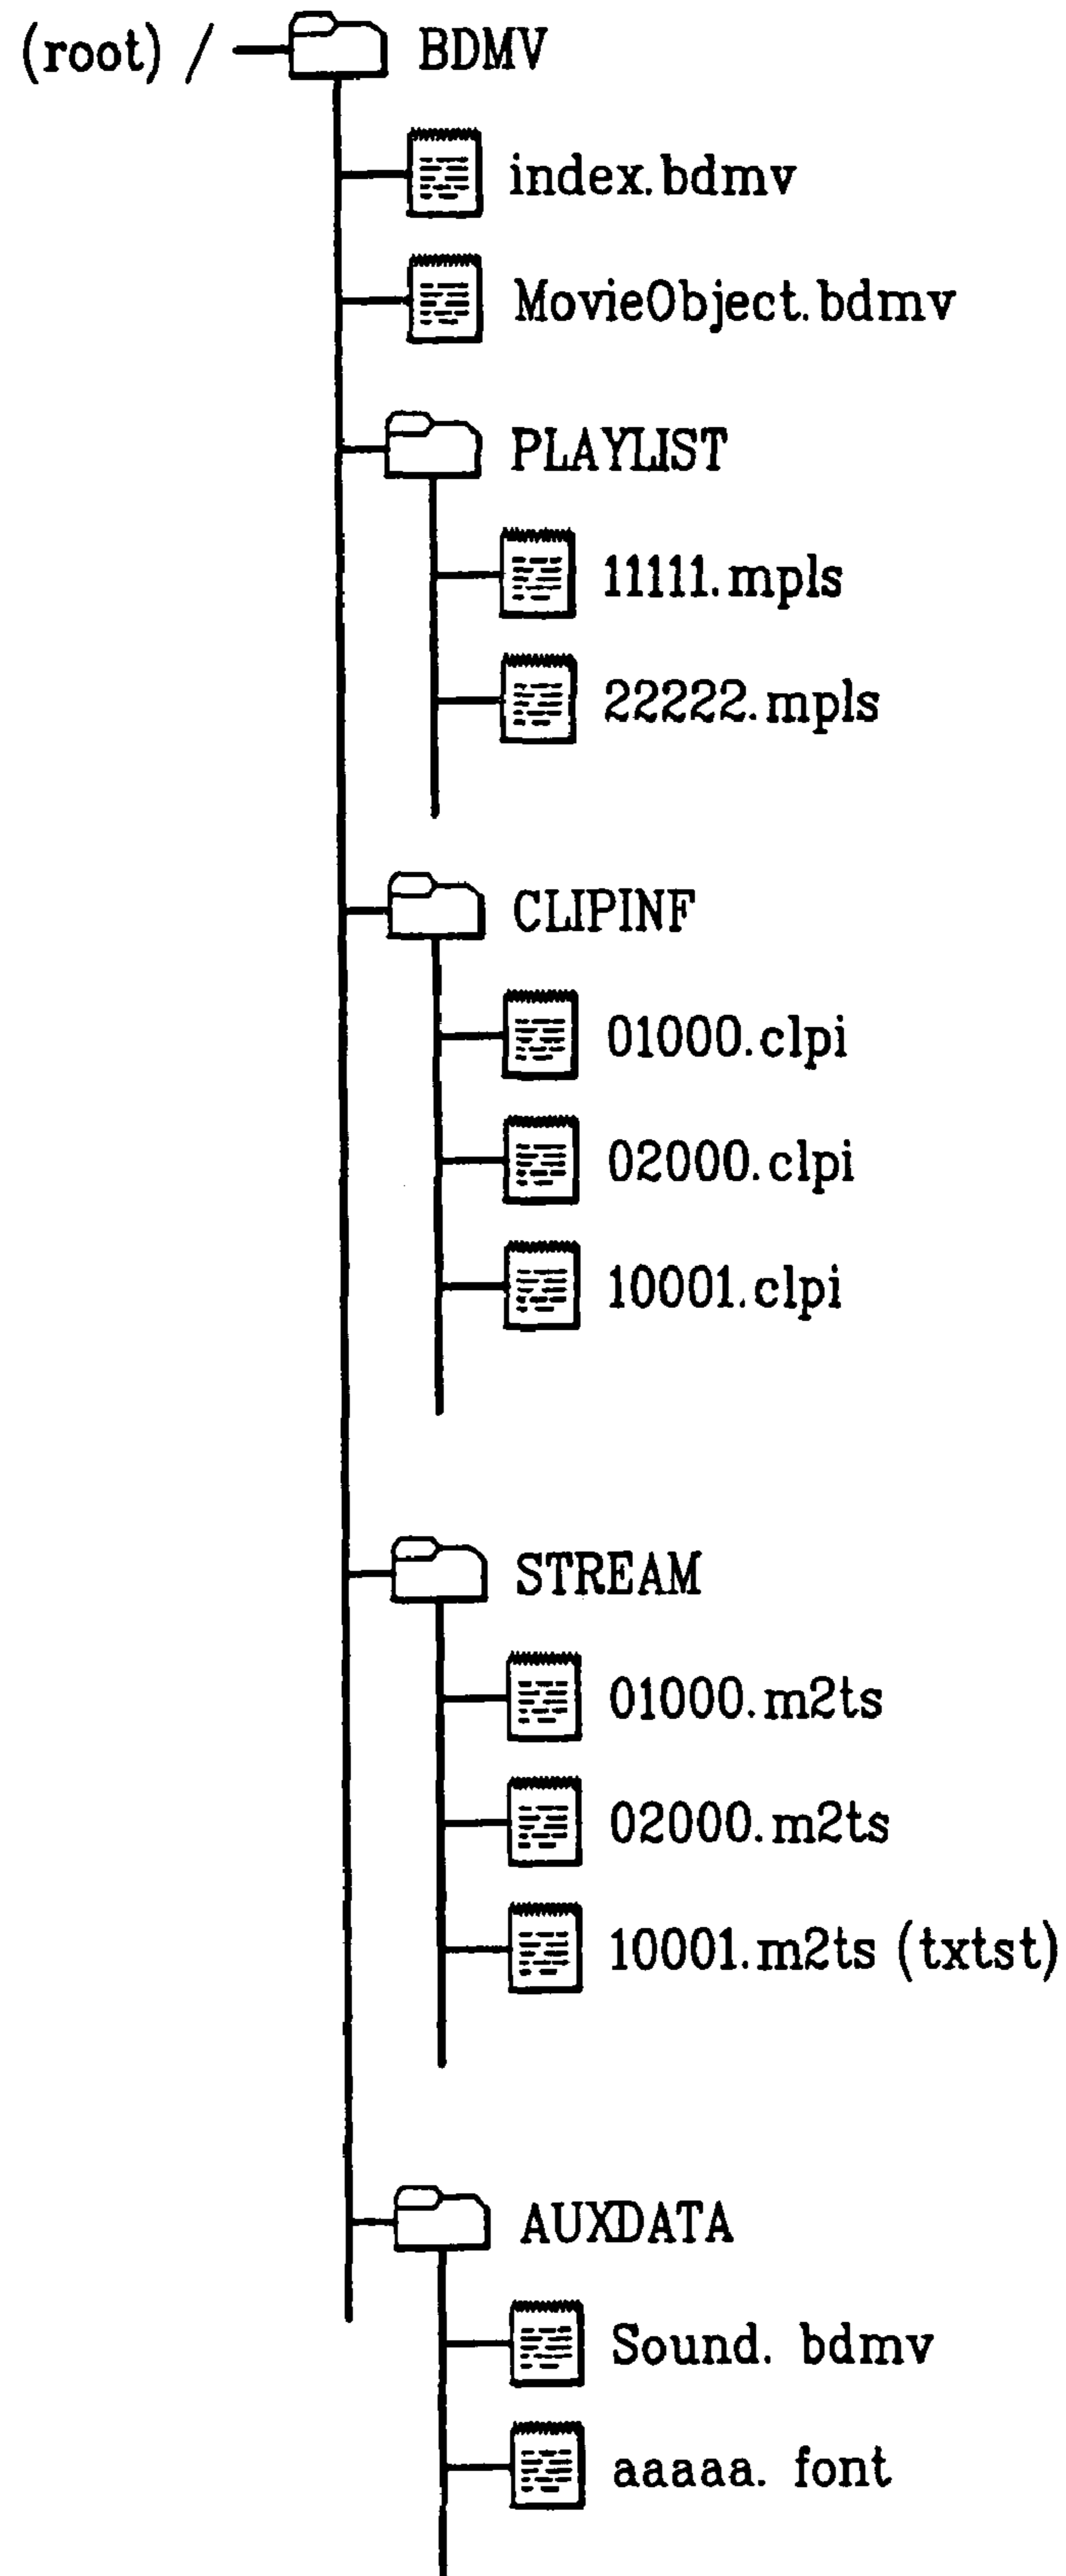 (root) / BDMV
index.bdmv
MovieObject.bdmv
PLAYLIST
11111.mpls
22222.mpls
CLIPINF
01000.clpi
02000.clpi
10001.clpi
STREAM
01000.m2ts
02000.m2ts
10001.m2ts (txtst)
AUXDATA
Sound. bdmv
aaaaa. font